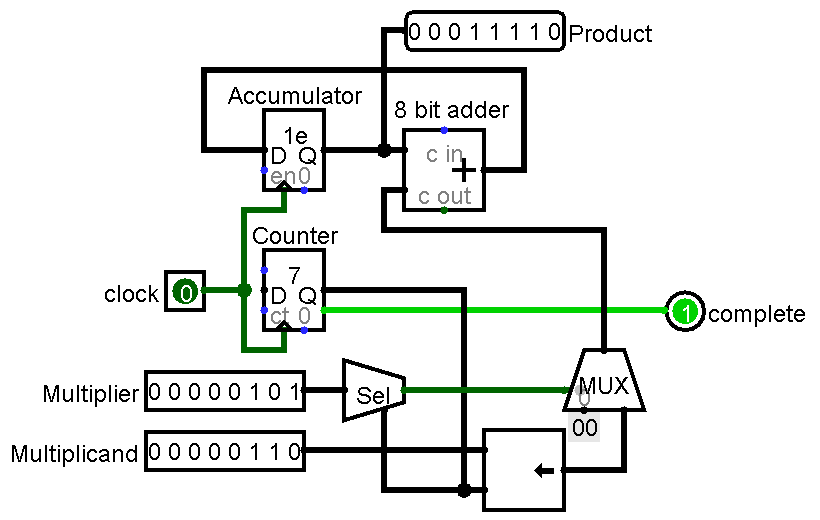 0 0 0 1 1 1 1 0 Product
Accumulator
8 bit adder
1e
D Q
en 0
c in
+
c out
Counter
7
D Q
ct 0
clock 0
1 complete
Multiplier 0 0 0 0 0 1 0 1
Sel
MUX
0
00
Multiplicand 0 0 0 0 0 1 1 0